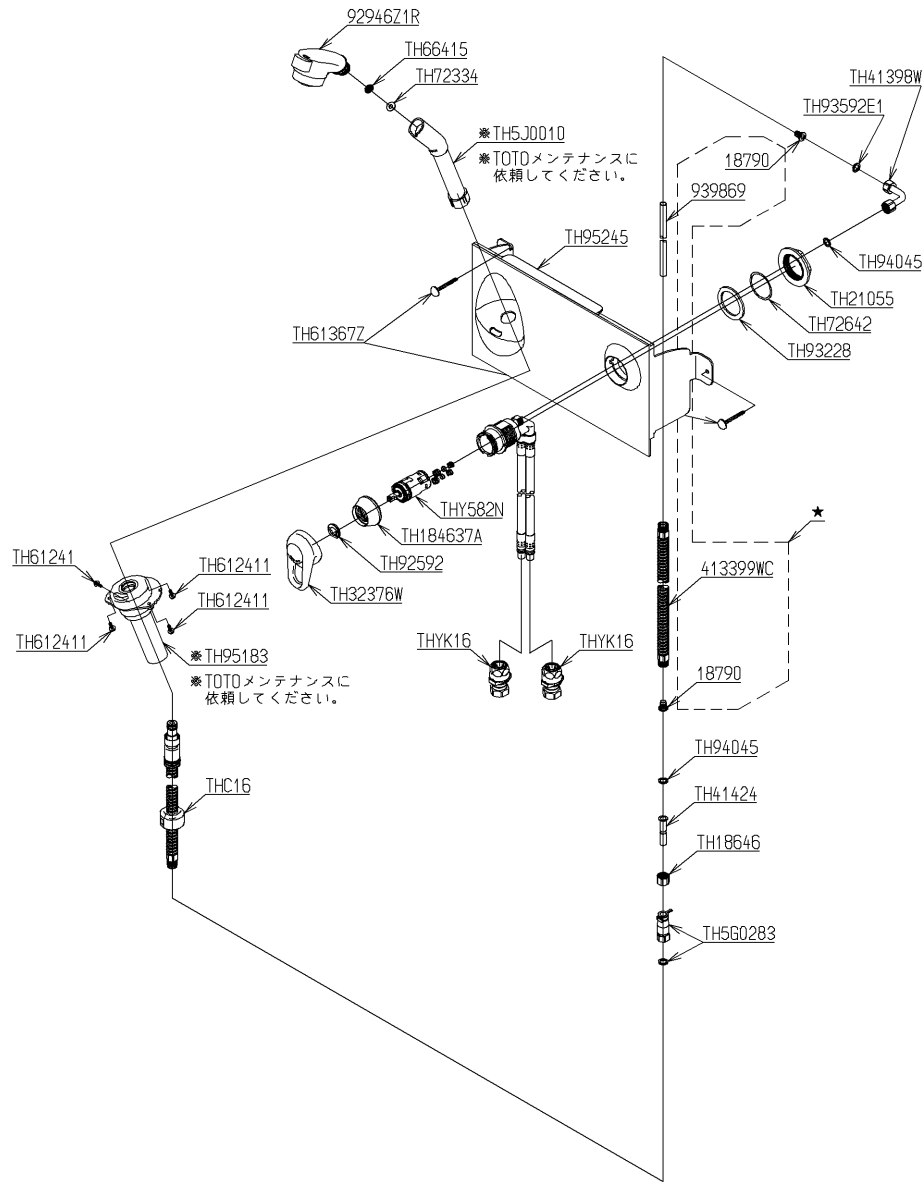 92946Z1R
TH66415
TH72334
TH41398W
TH93592E1
※TH5J0010
※TOTOメンテナンスに
依頼してください。
18790
939869
TH95245
TH94045
TH21055
TH72642
TH93228
TH61367Z
★
THY582N
TH184637A
TH92592
TH32376W
413399WC
TH61241
TH612411
TH612411
TH612411
THYK16
THYK16
※TH95183
※TOTOメンテナンスに
依頼してください。
18790
TH94045
THC16
TH41424
TH18646
TH5G0283